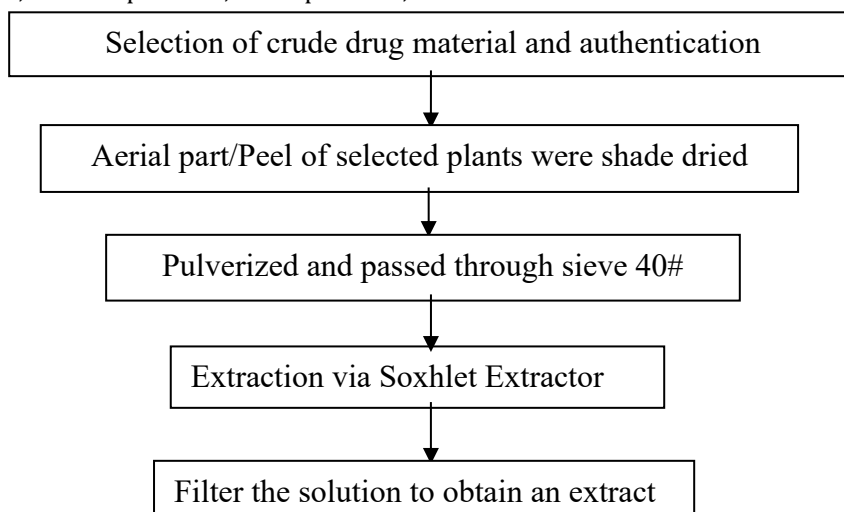 Selection of crude drug material and authentication
Aerial part/Peel of selected plants were shade dried
Pulverized and passed through sieve 40#
Extraction via Soxhlet Extractor
Filter the solution to obtain an extract